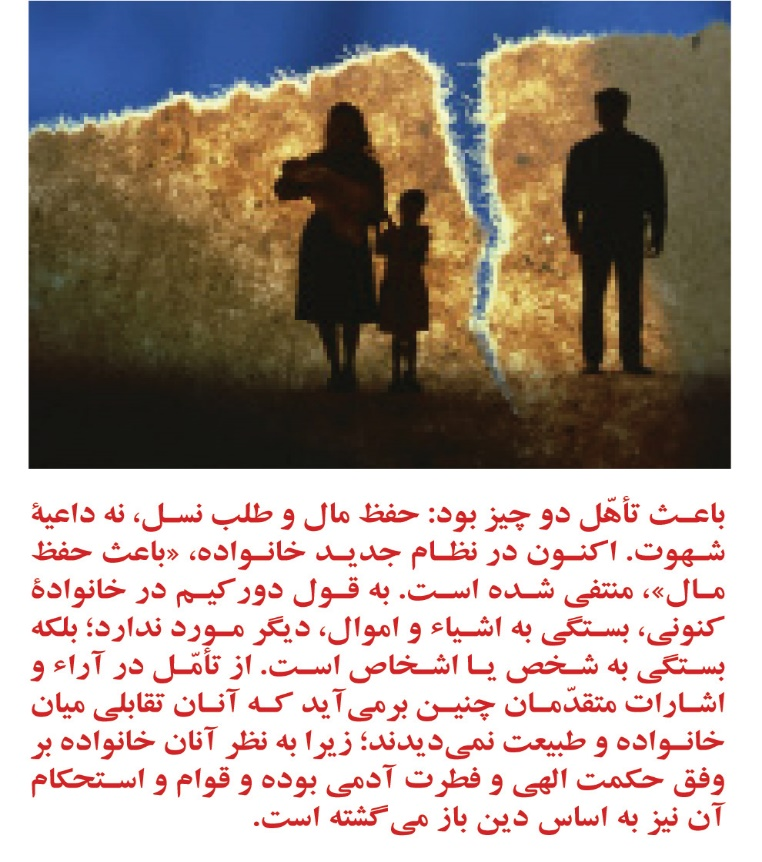 باعث تأهّل دو چیز بود: حفظ مال و طلب نسل، نه داعیهٔ
شهوت. اکنون در نظام جدید خانواده، «باعث حفظ
مال»، منتفی شده است. به قول دورکیم در خانوادهٔ
کنونی، بستگی به اشیاء و اموال، دیگر مورد ندارد؛ بلکه
بستگی به شخص یا اشخاص است. از تأمّل در آراء و
اشارات متقدّمان چنین برمی‌آید که آنان تقابلی میان
خانواده و طبیعت نمی‌دیدند؛ زیرا به نظر آنان خانواده بر
وفق حکمت الهی و فطرت آدمی بوده و قوام و استحکام
آن نیز به اساس دین باز می‌گشته است.